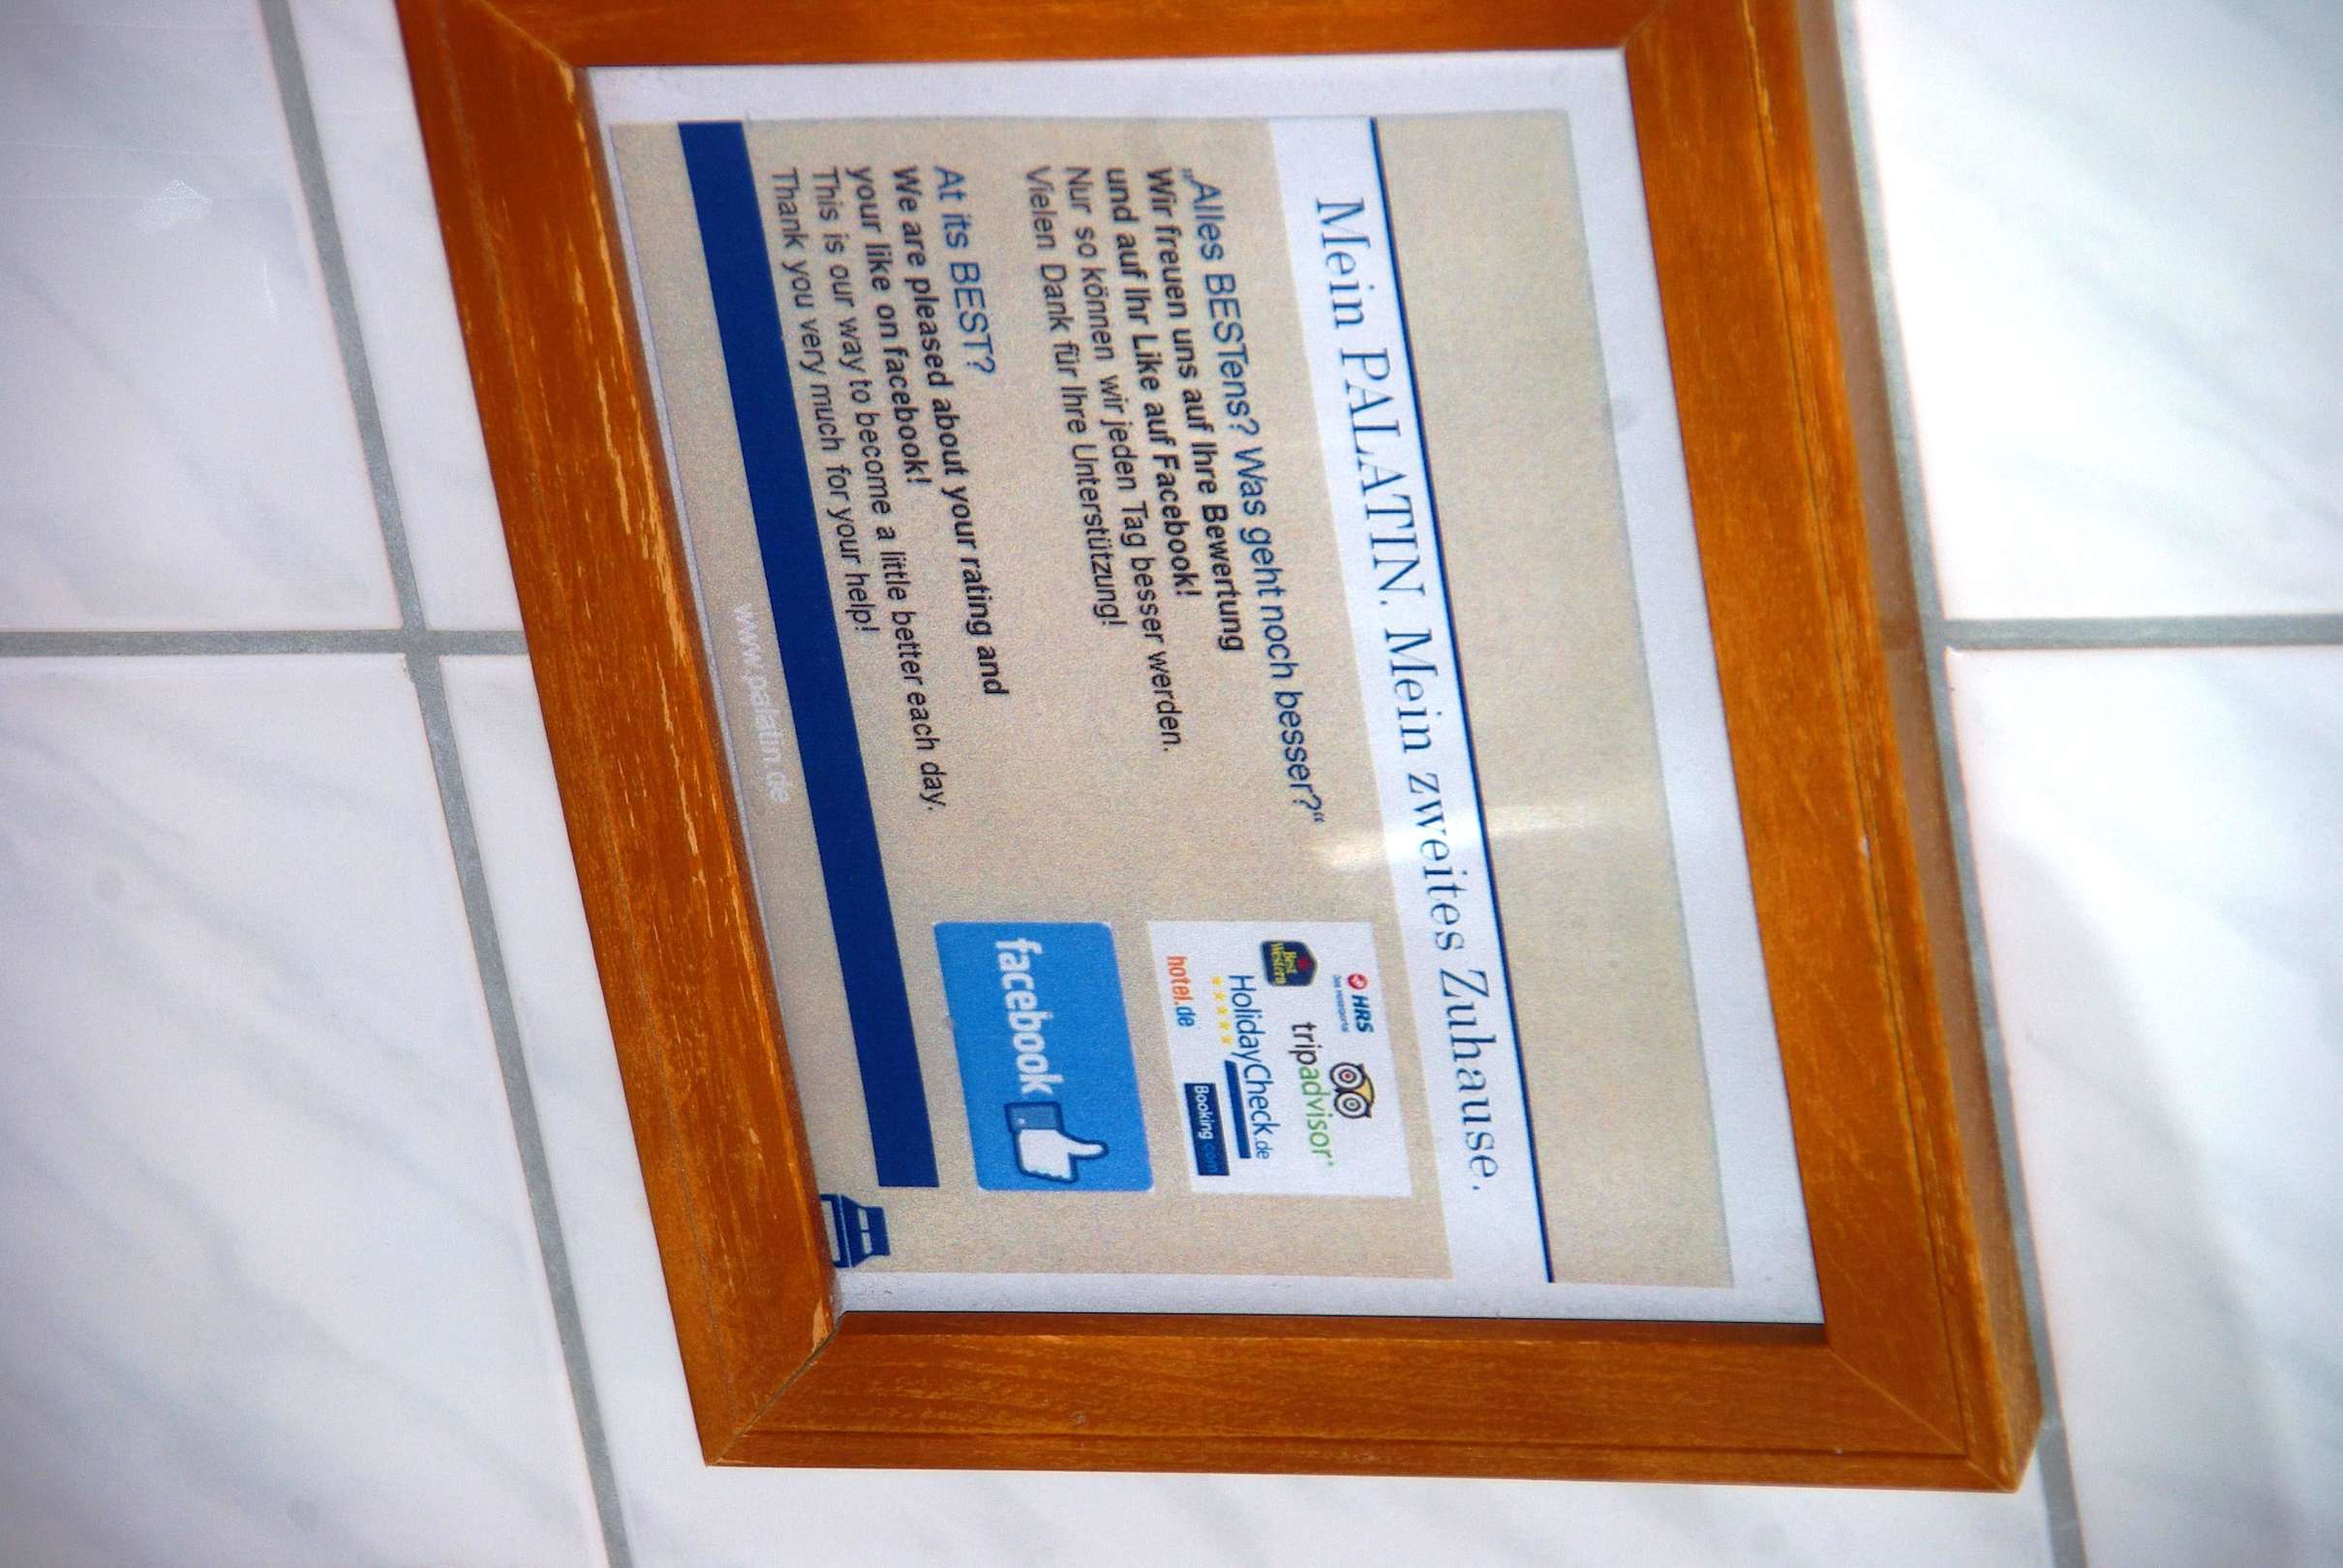 Mein PALATIN. Mein zweites Zuhause.
„Alles BESTens? Was geht noch besser?“
Wir freuen uns auf Ihre Bewertung
und auf Ihr Like auf Facebook!
Nur so können wir jeden Tag besser werden.
Vielen Dank für Ihre Unterstützung!
At its BEST?
We are pleased about your rating and
your like on facebook!
This is our way to become a little better each day.
Thank you very much for your help!
HRS
tripadvisor
Best Western
HolidayCheck.de
hotel.de
Booking.com
facebook
www.palatin.de